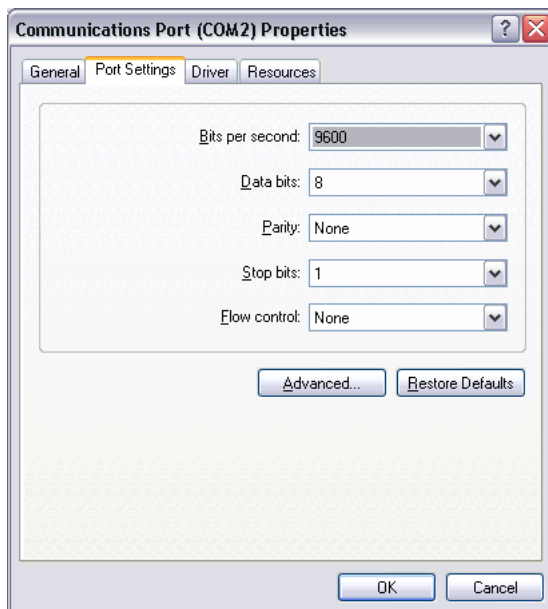 Communications Port (COM2) Properties
General Port Settings Driver Resources
Bits per second: 9600
Data bits: 8
Parity: None
Stop bits: 1
Flow control: None
Advanced... Restore Defaults
OK Cancel